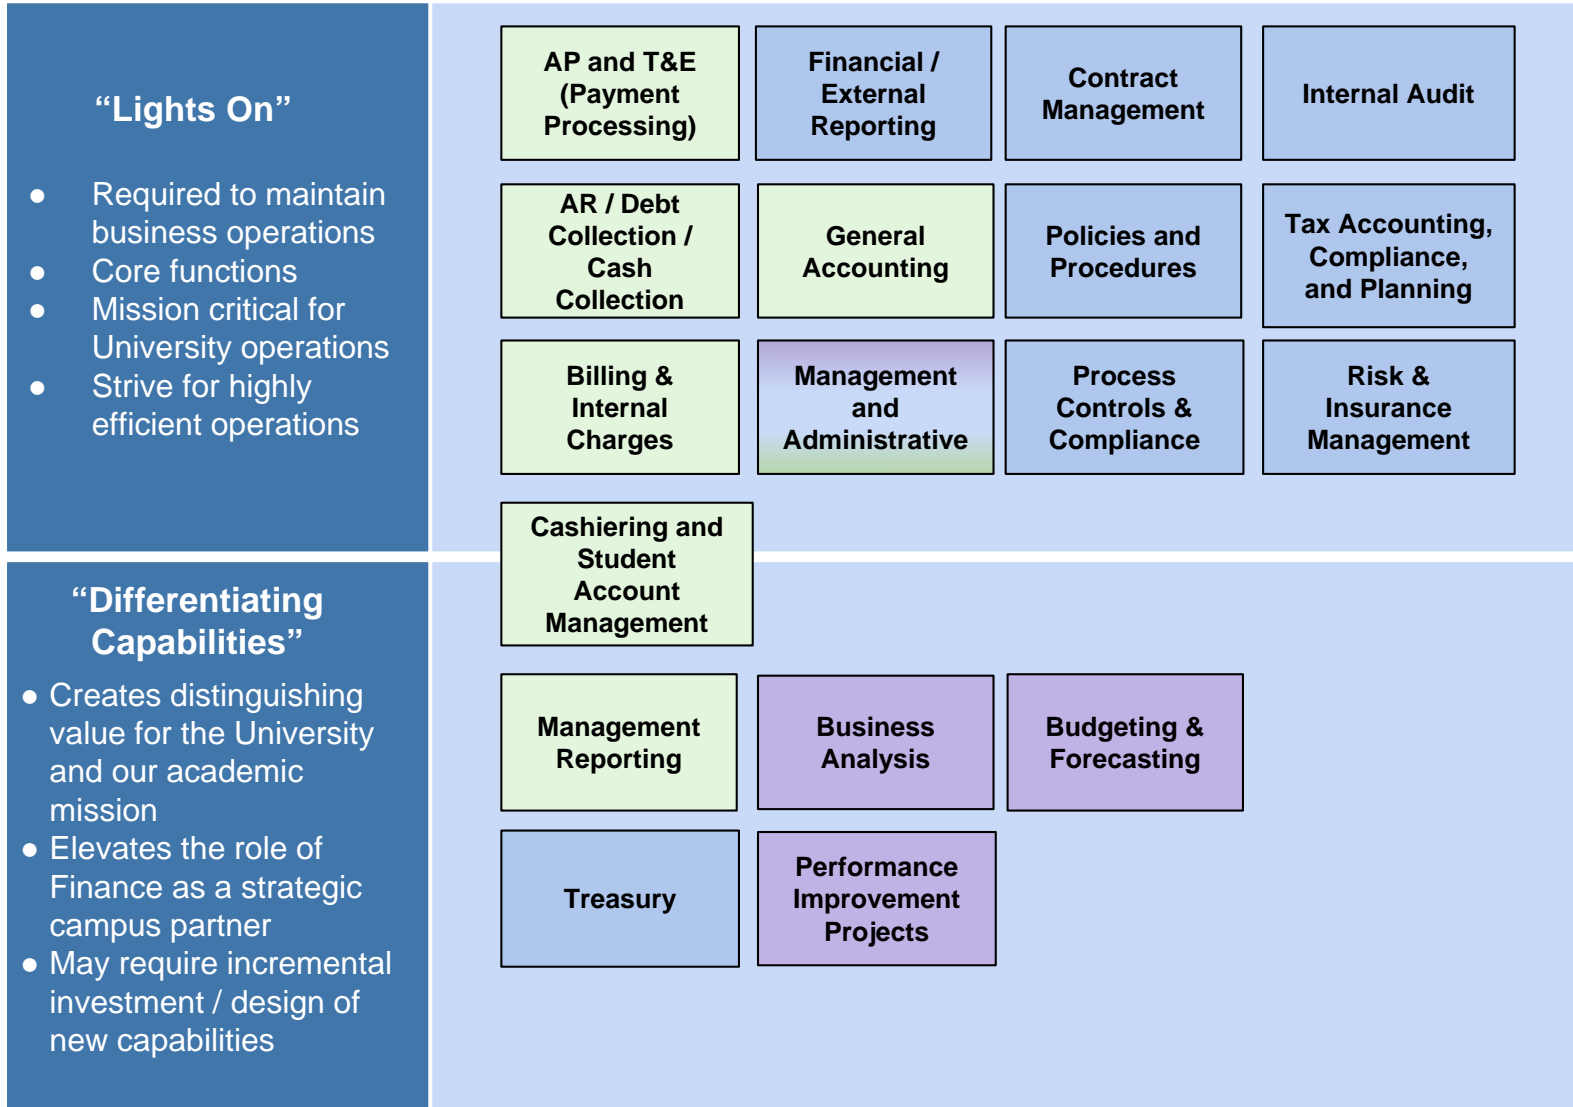 “Lights On”
● Required to maintain
business operations
● Core functions
● Mission critical for
University operations
● Strive for highly
efficient operations
AP and T&E
(Payment
Processing)
Financial /
External
Reporting
Contract
Management
Internal Audit
AR / Debt
Collection /
Cash
Collection
General
Accounting
Policies and
Procedures
Tax Accounting,
Compliance,
and Planning
Billing &
Internal
Charges
Management
and
Administrative
Process
Controls &
Compliance
Risk &
Insurance
Management
Cashiering and
Student
Account
Management
“Differentiating
Capabilities”
● Creates distinguishing
value for the University
and our academic
mission
● Elevates the role of
Finance as a strategic
campus partner
● May require incremental
investment / design of
new capabilities
Management
Reporting
Business
Analysis
Budgeting &
Forecasting
Treasury
Performance
Improvement
Projects